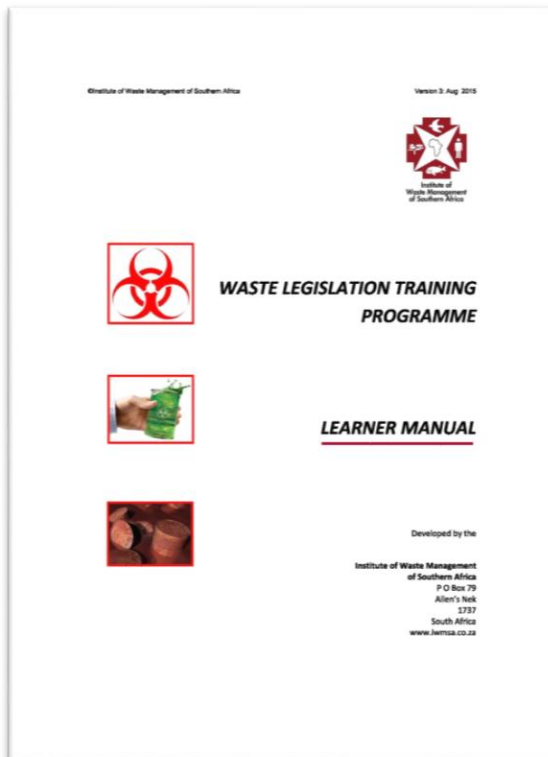 ©Institute of Waste Management of Southern Africa
Version 3: Aug 2015
Institute of
Waste Management
of Southern Africa
WASTE LEGISLATION TRAINING
PROGRAMME
LEARNER MANUAL
Developed by the
Institute of Waste Management
of Southern Africa
P O Box 79
Allen's Nek
1737
South Africa
www.iwmsa.co.za